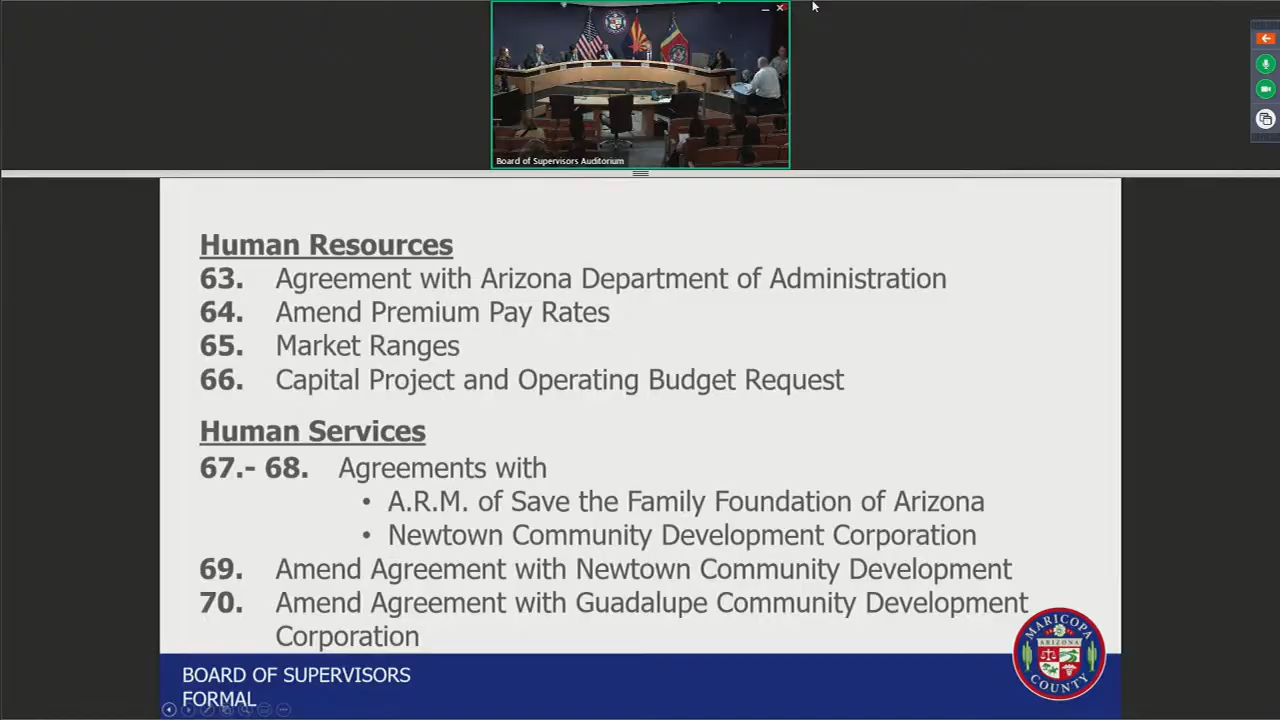 Board of Supervisors Auditorium
Human Resources
63. Agreement with Arizona Department of Administration
64. Amend Premium Pay Rates
65. Market Ranges
66. Capital Project and Operating Budget Request
Human Services
67.- 68. Agreements with
• A.R.M. of Save the Family Foundation of Arizona
• Newtown Community Development Corporation
69. Amend Agreement with Newtown Community Development
70. Amend Agreement with Guadalupe Community Development
Corporation
BOARD OF SUPERVISORS
FORMAL
MARICOPA
ARIZONA
COUNTY